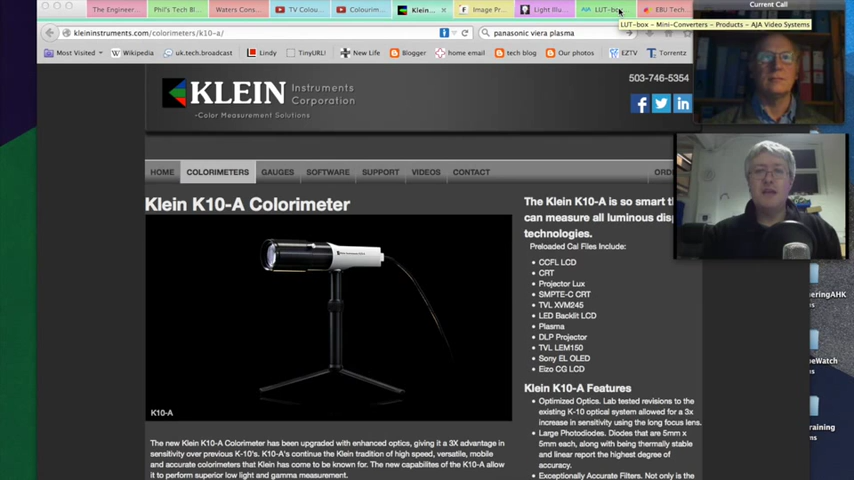 Current Call
The Engineer...
Phil's Tech Bl...
Waters Cons...
TV Colou...
Colourim...
Klein...
Image Pr...
Light Illu...
LUT-bo
EBU Tech
LUT-box – Mini-Converters – Products – AJA Video Systems
kleininstruments.com/colorimeters/k10-a/
panasonic viera plasma
Most Visited
Wikipedia
uk.tech.broadcast
Lindy
TinyURL!
Yahoo!
Blogger
home email
tech blog
Our photos
EZTV
Torrentz
KLEIN
Instruments
Corporation
-Color Measurement Solutions
503-746-5354
HOME
COLORIMETERS
GAUGES
SOFTWARE
SUPPORT
VIDEOS
CONTACT
ORD
Klein K10-A Colorimeter
K10-A
The new Klein K10-A Colorimeter has been upgraded with enhanced optics, giving it a 3X advantage in
sensitivity over previous K-10's. K10-A's continue the Klein tradition of high speed, versatile, mobile
and accurate colorimeters that Klein has come to be known for. The new capabilites of the K10-A allow
it to perform superior low light and gamma measurement.
The Klein K10-A is so smart t
can measure all luminous disp
technologies.
Preloaded Cal Files Include:
CCFL LCD
CRT
Projector Lux
SMPTE-C CRT
TVL XVM245
LED Backlit LCD
Plasma
DLP Projector
TVL LEM150
Sony EL OLED
Eizo CG LCD
Klein K10-A Features
Optimized Optics. Lab tested revisions to the
existing K-10 optical system allowed for a 3x
increase in sensitivity using the long focus lens.
Large Photodiodes. Diodes that are 5mm x
5mm each, along with being thermally stable
and linear report the highest degree of
accuracy.
Exceptionally Accurate Filters. Not only is the
eringAHK
ms
peWatch
ms
raining
ms